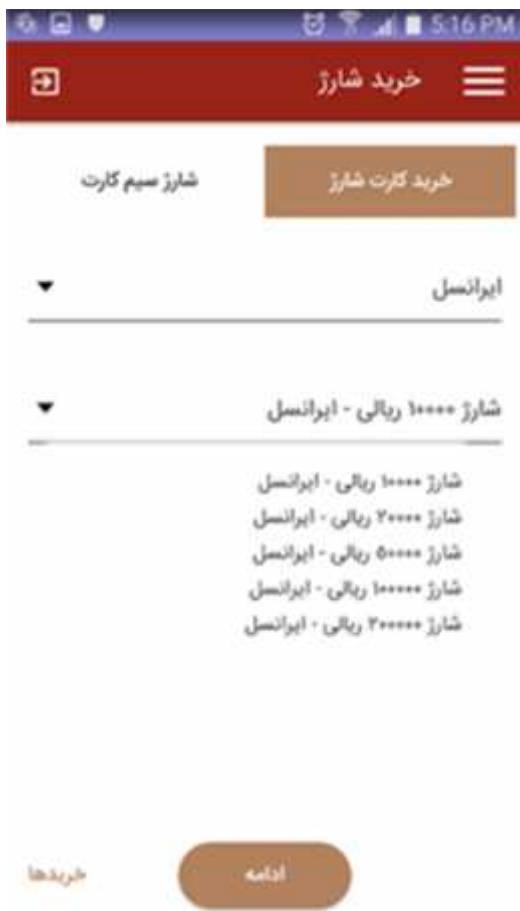 5:16 PM
خرید شارژ
خرید کارت شارژ
شارژ سیم کارت
ایرانسل
شارژ ۱۰۰۰۰ ریالی - ایرانسل
شارژ ۱۰۰۰۰ ریالی - ایرانسل
شارژ ۲۰۰۰۰ ریالی - ایرانسل
شارژ ۵۰۰۰۰ ریالی - ایرانسل
شارژ ۱۰۰۰۰۰ ریالی - ایرانسل
شارژ ۲۰۰۰۰۰ ریالی - ایرانسل
ادامه
خریدها